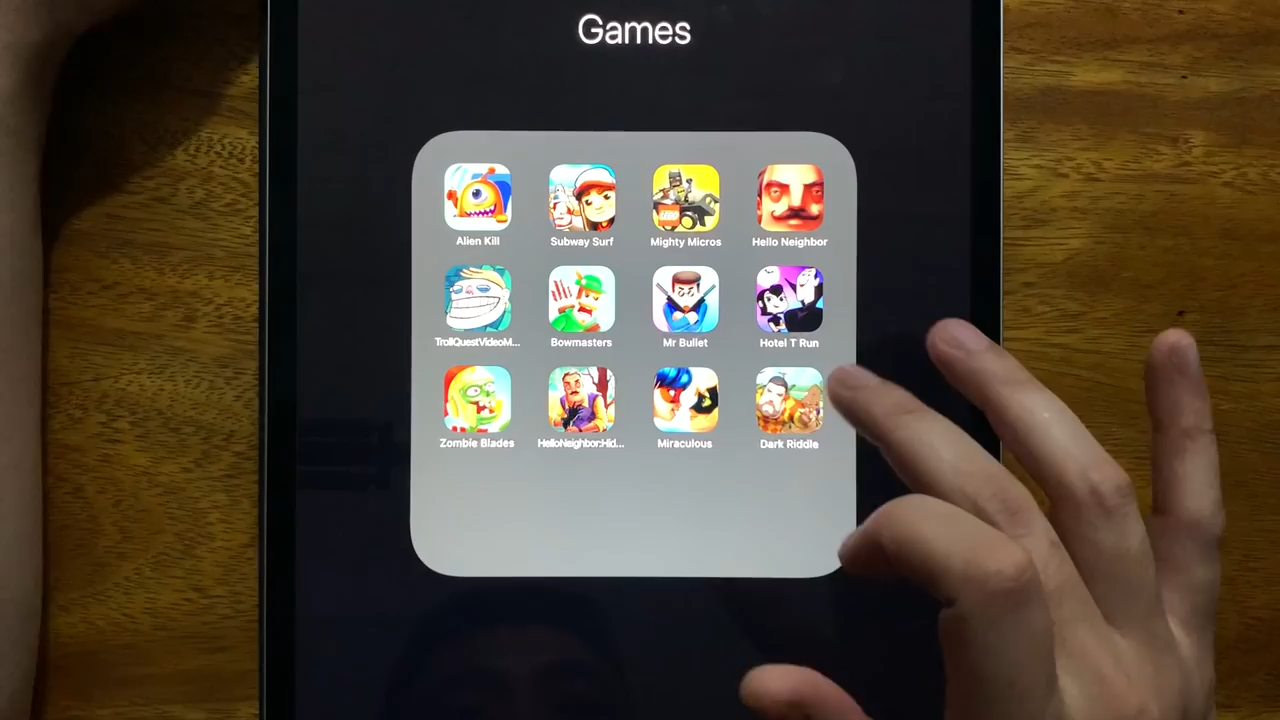 Games
Alien Kill
Subway Surf
Mighty Micros
Hello Neighbor
TrollQuestVideoM...
Bowmasters
Mr Bullet
Hotel T Run
Zombie Blades
HelloNeighbor:Hid...
Miraculous
Dark Riddle
LEGO